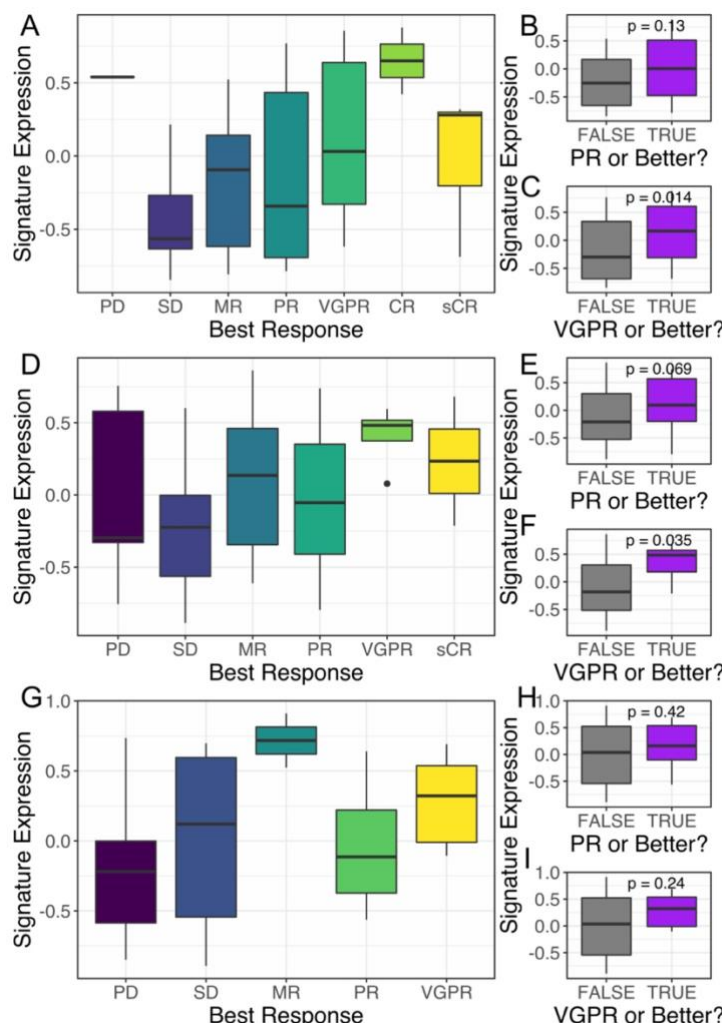 A
Signature Expression
0.5
0.0
-0.5
PD SD MR PR VGPR CR sCR
Best Response
B
Signature Expression
p = 0.13
0.5
0.0
-0.5
FALSE TRUE
PR or Better?
C
p = 0.014
0.5
0.0
-0.5
FALSE TRUE
VGPR or Better?
D
Signature Expression
0.5
0.0
-0.5
PD SD MR PR VGPR sCR
Best Response
E
Signature Expression
p = 0.069
0.5
0.0
-0.5
FALSE TRUE
PR or Better?
F
p = 0.035
0.5
0.0
-0.5
FALSE TRUE
VGPR or Better?
G
Signature Expression
1.0
0.5
0.0
-0.5
PD SD MR PR VGPR
Best Response
H
Signature Expression
p = 0.42
1.0
0.5
0.0
-0.5
FALSE TRUE
PR or Better?
I
p = 0.24
1.0
0.5
0.0
-0.5
FALSE TRUE
VGPR or Better?